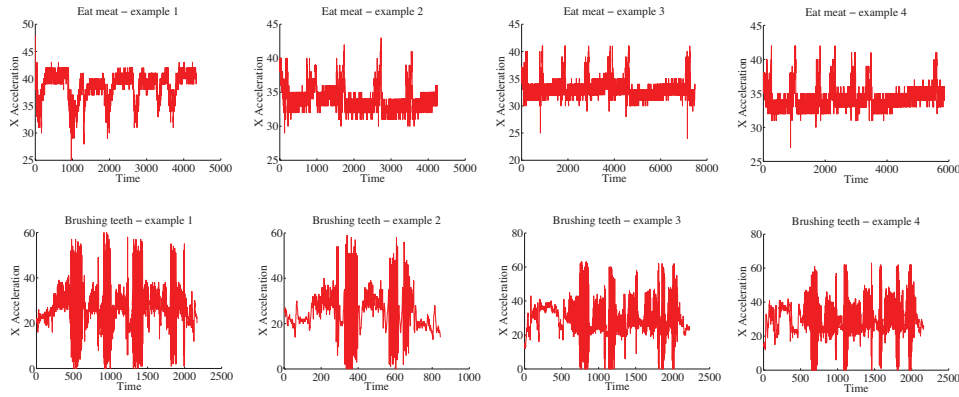 Eat meat − example 1
50
45
40
35
30
25
X Acceleration
0 1000 2000 3000 4000 5000
Time
Eat meat − example 2
45
40
35
30
25
X Acceleration
0 1000 2000 3000 4000 5000
Time
Eat meat − example 3
45
40
35
30
25
20
X Acceleration
0 2000 4000 6000 8000
Time
Eat meat − example 4
45
40
35
30
25
X Acceleration
0 2000 4000 6000
Time
Brushing teeth − example 1
60
40
20
0
X Acceleration
0 500 1000 1500 2000 2500
Time
Brushing teeth − example 2
60
40
20
0
X Acceleration
0 200 400 600 800 1000
Time
Brushing teeth − example 3
80
60
40
20
0
X Acceleration
0 500 1000 1500 2000 2500
Time
Brushing teeth − example 4
80
60
40
20
0
X Acceleration
0 500 1000 1500 2000 2500
Time